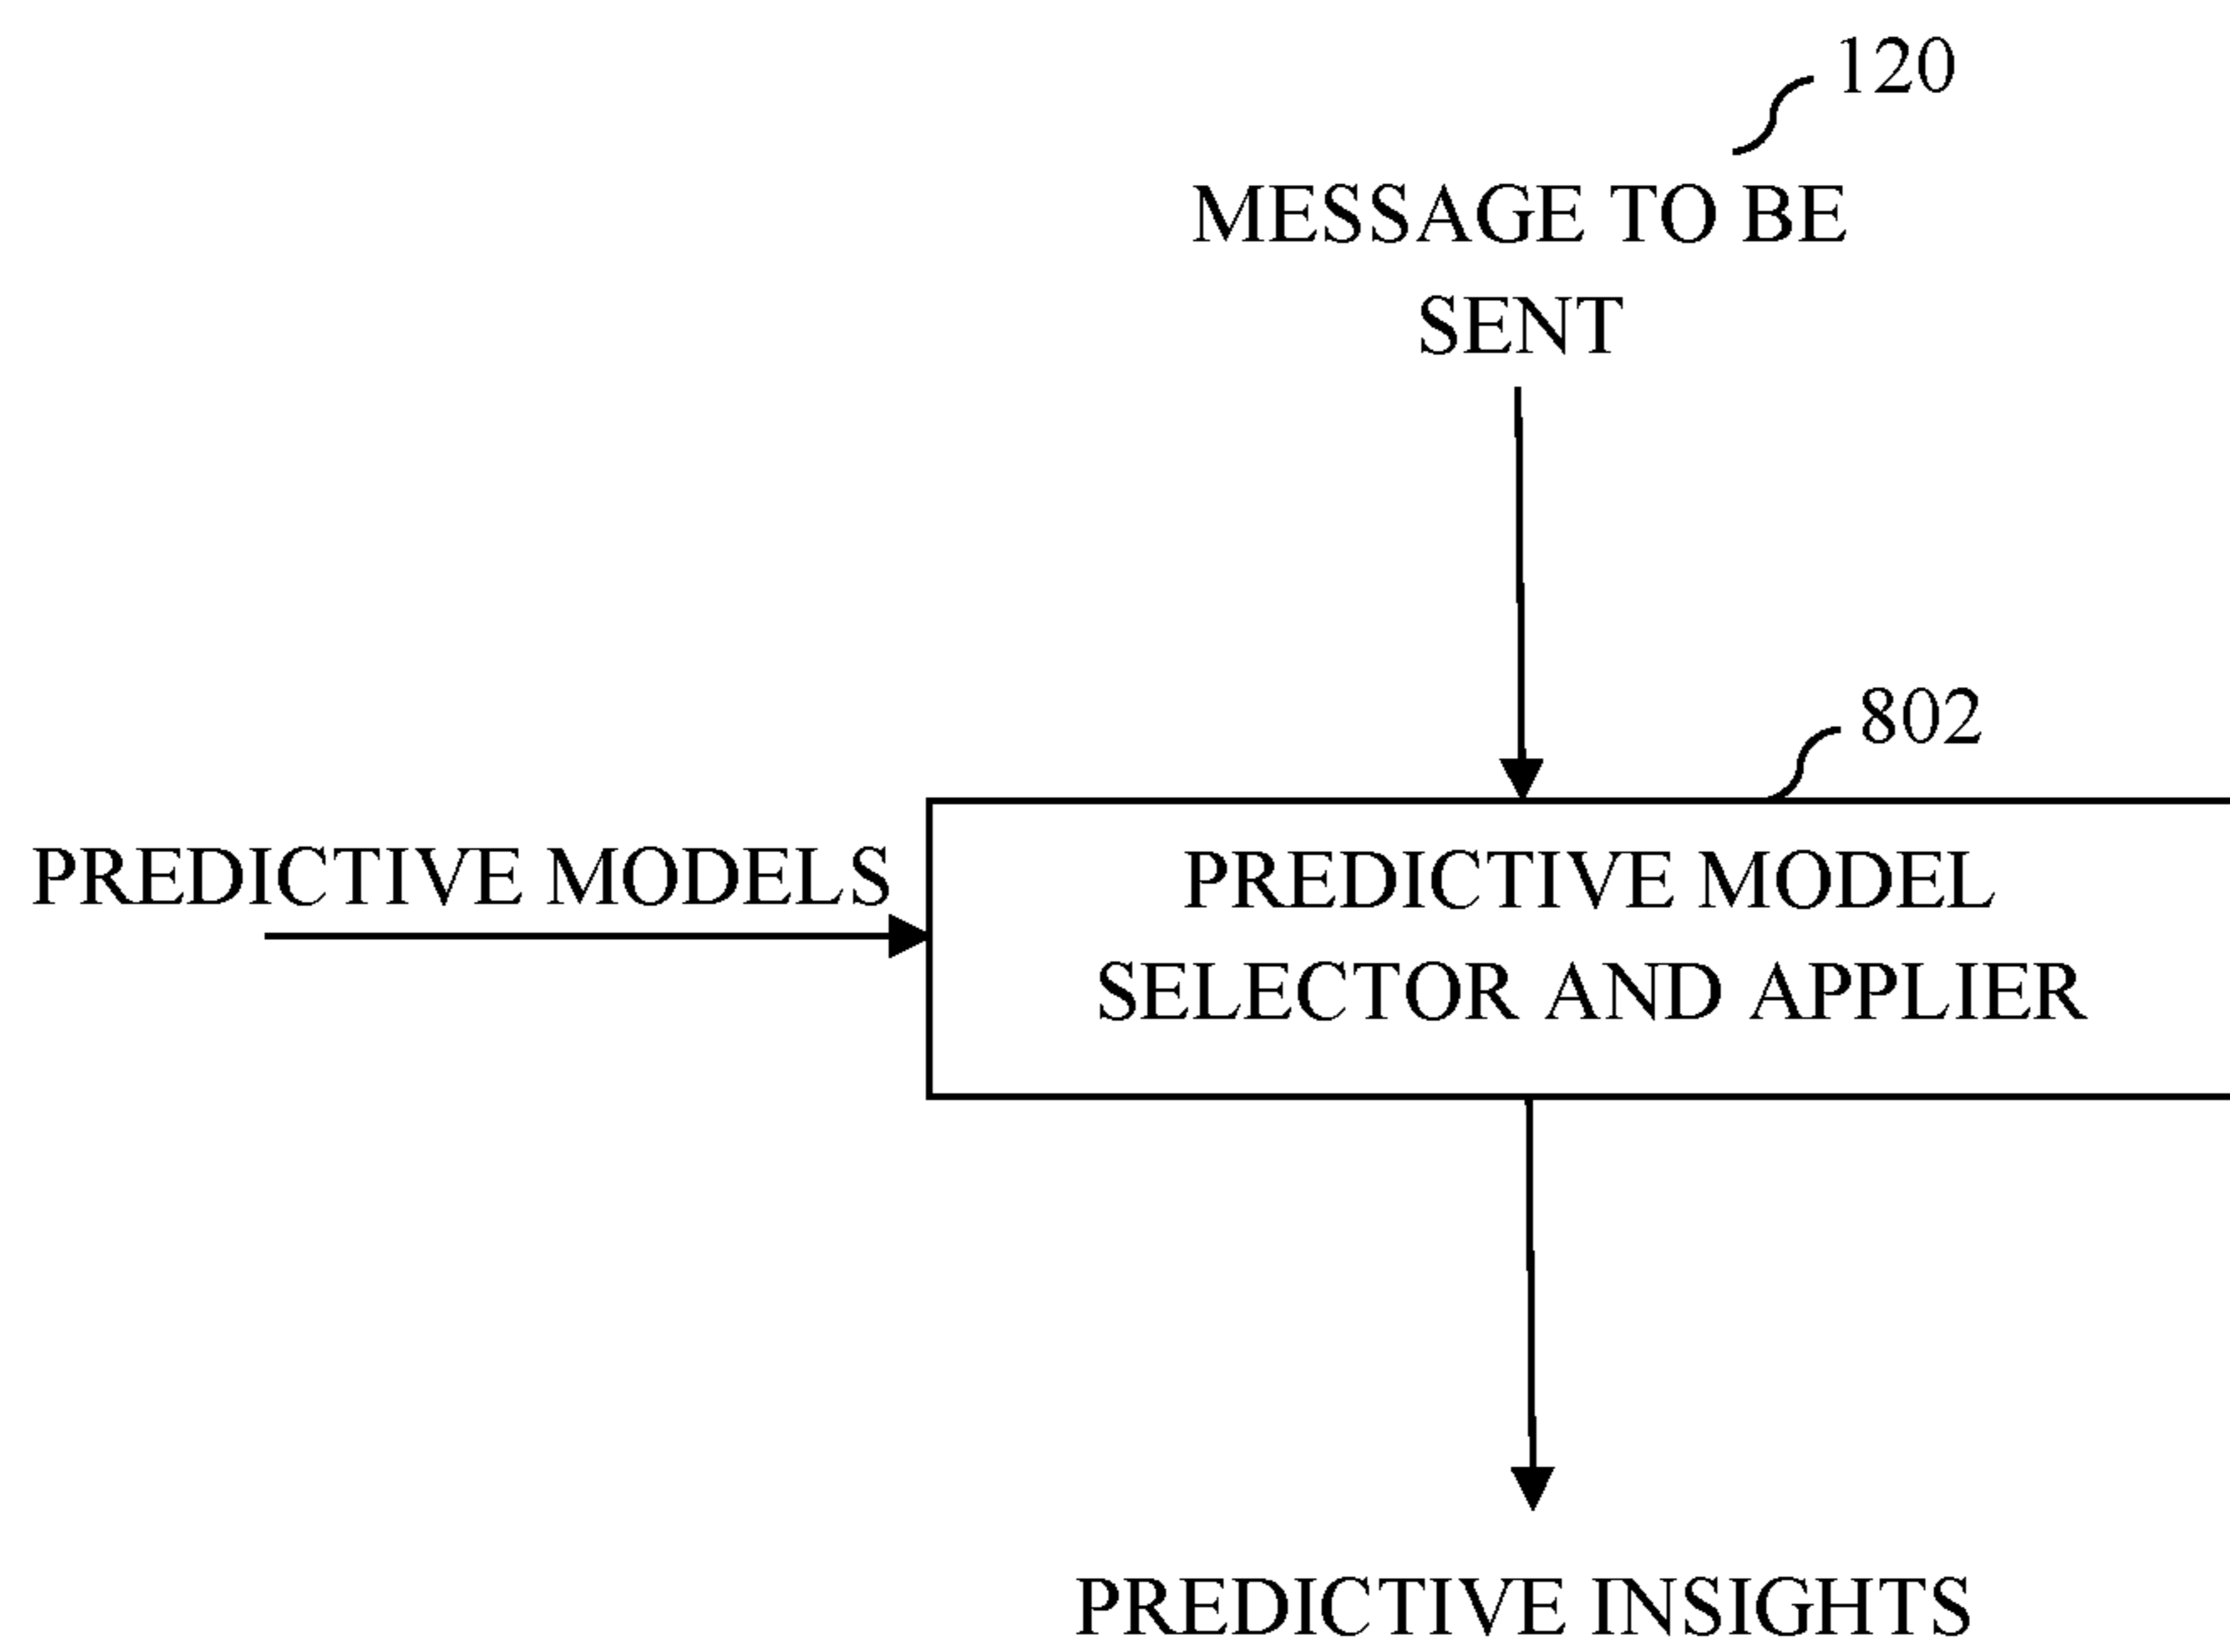 120
MESSAGE TO BE
SENT
802
PREDICTIVE MODELS
PREDICTIVE MODEL
SELECTOR AND APPLIER
PREDICTIVE INSIGHTS